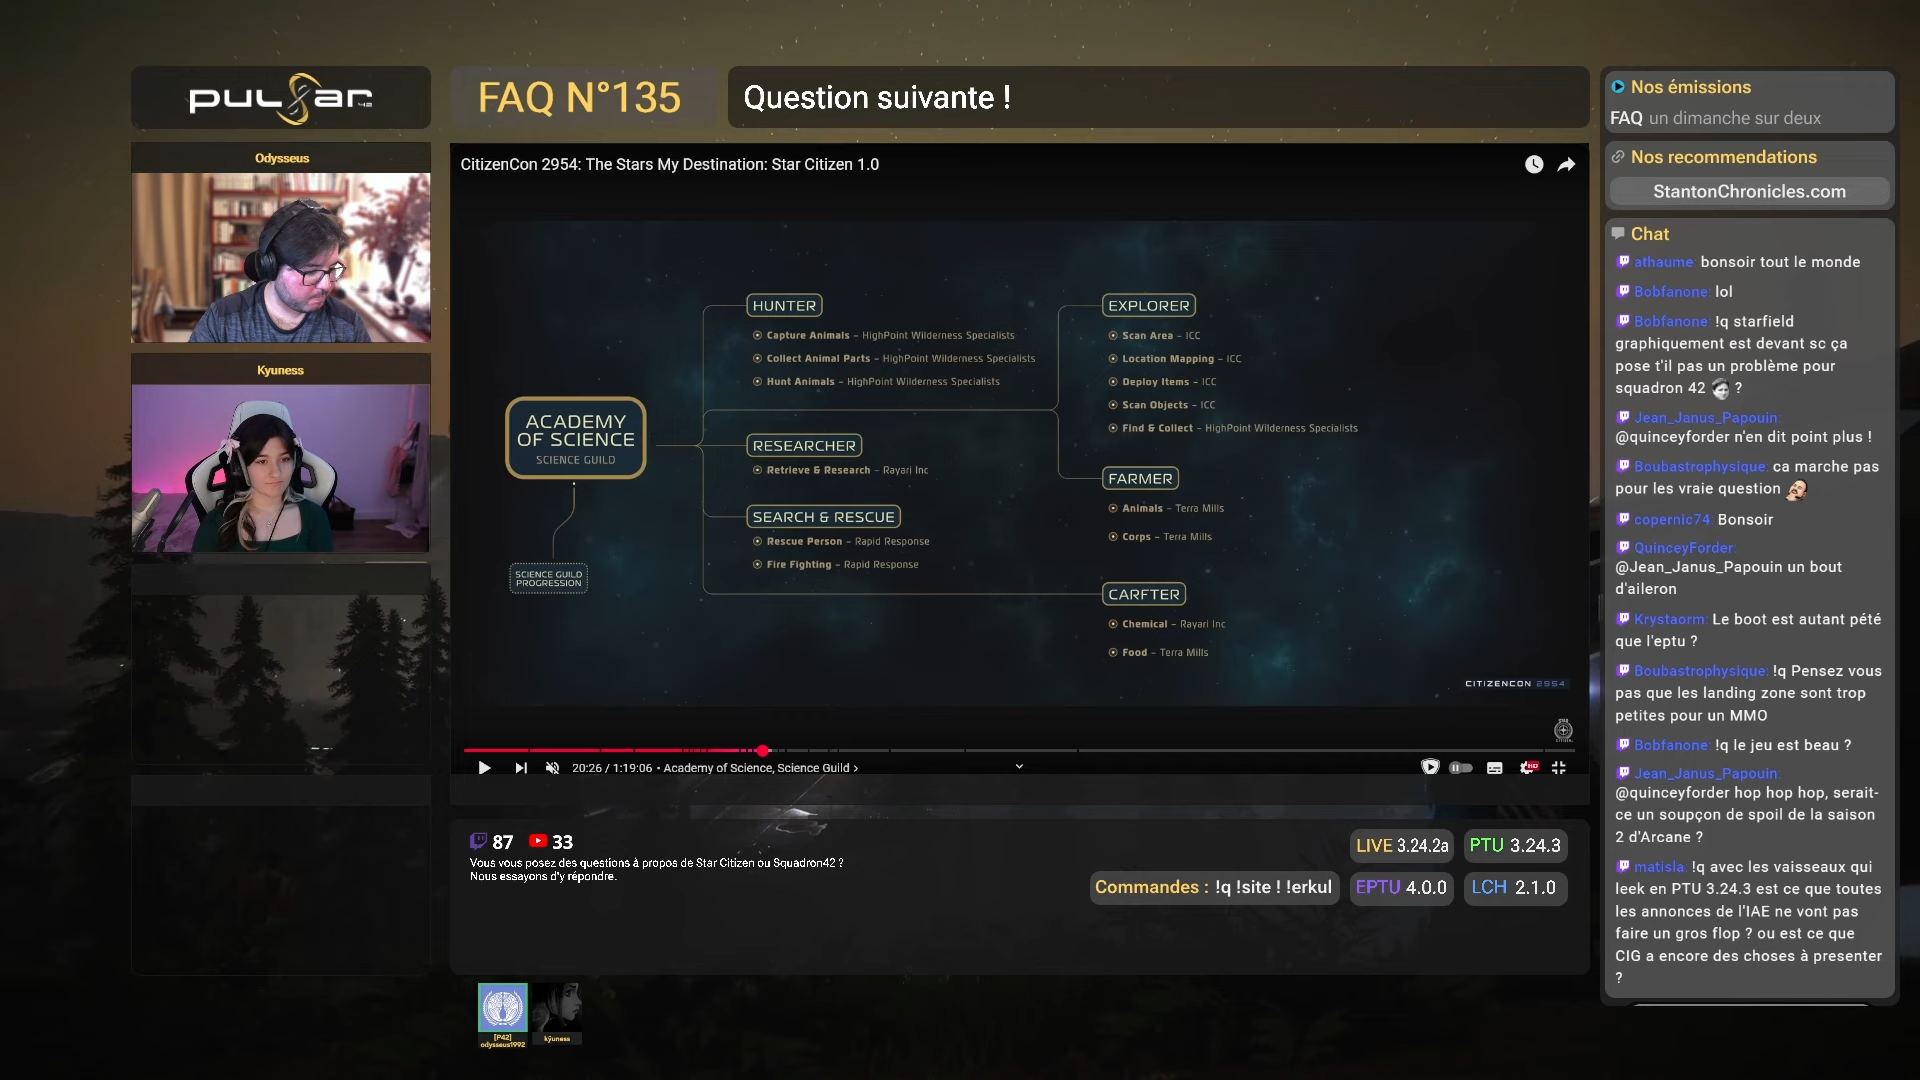 pulsar 42
FAQ N°135
Question suivante !
Odysseus
Kyuness
CitizenCon 2954: The Stars My Destination: Star Citizen 1.0
ACADEMY
OF SCIENCE
SCIENCE GUILD
SCIENCE GUILD
PROGRESSION
HUNTER
Capture Animals – HighPoint Wilderness Specialists
Collect Animal Parts – HighPoint Wilderness Specialists
Hunt Animals – HighPoint Wilderness Specialists
RESEARCHER
Retrieve & Research – Rayari Inc
SEARCH & RESCUE
Rescue Person – Rapid Response
Fire Fighting – Rapid Response
EXPLORER
Scan Area – ICC
Location Mapping – ICC
Deploy Items – ICC
Scan Objects – ICC
Find & Collect – HighPoint Wilderness Specialists
FARMER
Animals – Terra Mills
Corps – Terra Mills
CARFTER
Chemical – Rayari Inc
Food – Terra Mills
CITIZENCON 2954
20:26 / 1:19:06 • Academy of Science, Science Guild ›
HD
87 33
Vous vous posez des questions à propos de Star Citizen ou Squadron42 ?
Nous essayons d'y répondre.
LIVE 3.24.2a
PTU 3.24.3
Commandes : !q !site ! !erkul
EPTU 4.0.0
LCH 2.1.0
[P42]
odysseus1992
kÿuness
Nos émissions
FAQ un dimanche sur deux
Nos recommendations
StantonChronicles.com
Chat
athaume: bonsoir tout le monde
Bobfanone: lol
Bobfanone: !q starfield
graphiquement est devant sc ça
pose t'il pas un problème pour
squadron 42 ?
Jean_Janus_Papouin:
@quinceyforder n'en dit point plus !
Boubastrophysique: ca marche pas
pour les vraie question
copernic74: Bonsoir
QuinceyForder:
@Jean_Janus_Papouin un bout
d'aileron
Krystaorm: Le boot est autant pété
que l'eptu ?
Boubastrophysique: !q Pensez vous
pas que les landing zone sont trop
petites pour un MMO
Bobfanone: !q le jeu est beau ?
Jean_Janus_Papouin:
@quinceyforder hop hop hop, serait-
ce un soupçon de spoil de la saison
2 d'Arcane ?
matisla: !q avec les vaisseaux qui
leek en PTU 3.24.3 est ce que toutes
les annonces de l'IAE ne vont pas
faire un gros flop ? ou est ce que
CIG a encore des choses à presenter
?